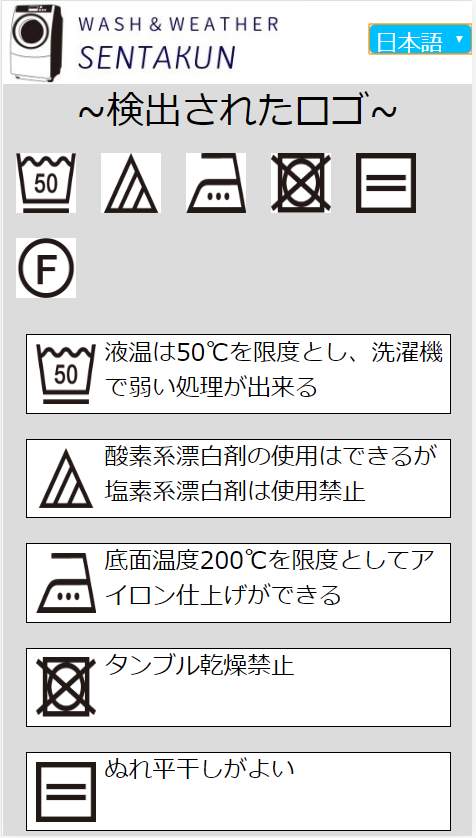 WASH & WEATHER
SENTAKUN
日本語
~検出されたロゴ~
50
F
50
液温は50℃を限度とし、洗濯機
で弱い処理が出来る
酸素系漂白剤の使用はできるが
塩素系漂白剤は使用禁止
底面温度200℃を限度としてア
イロン仕上げができる
タンブル乾燥禁止
ぬれ平干しがよい